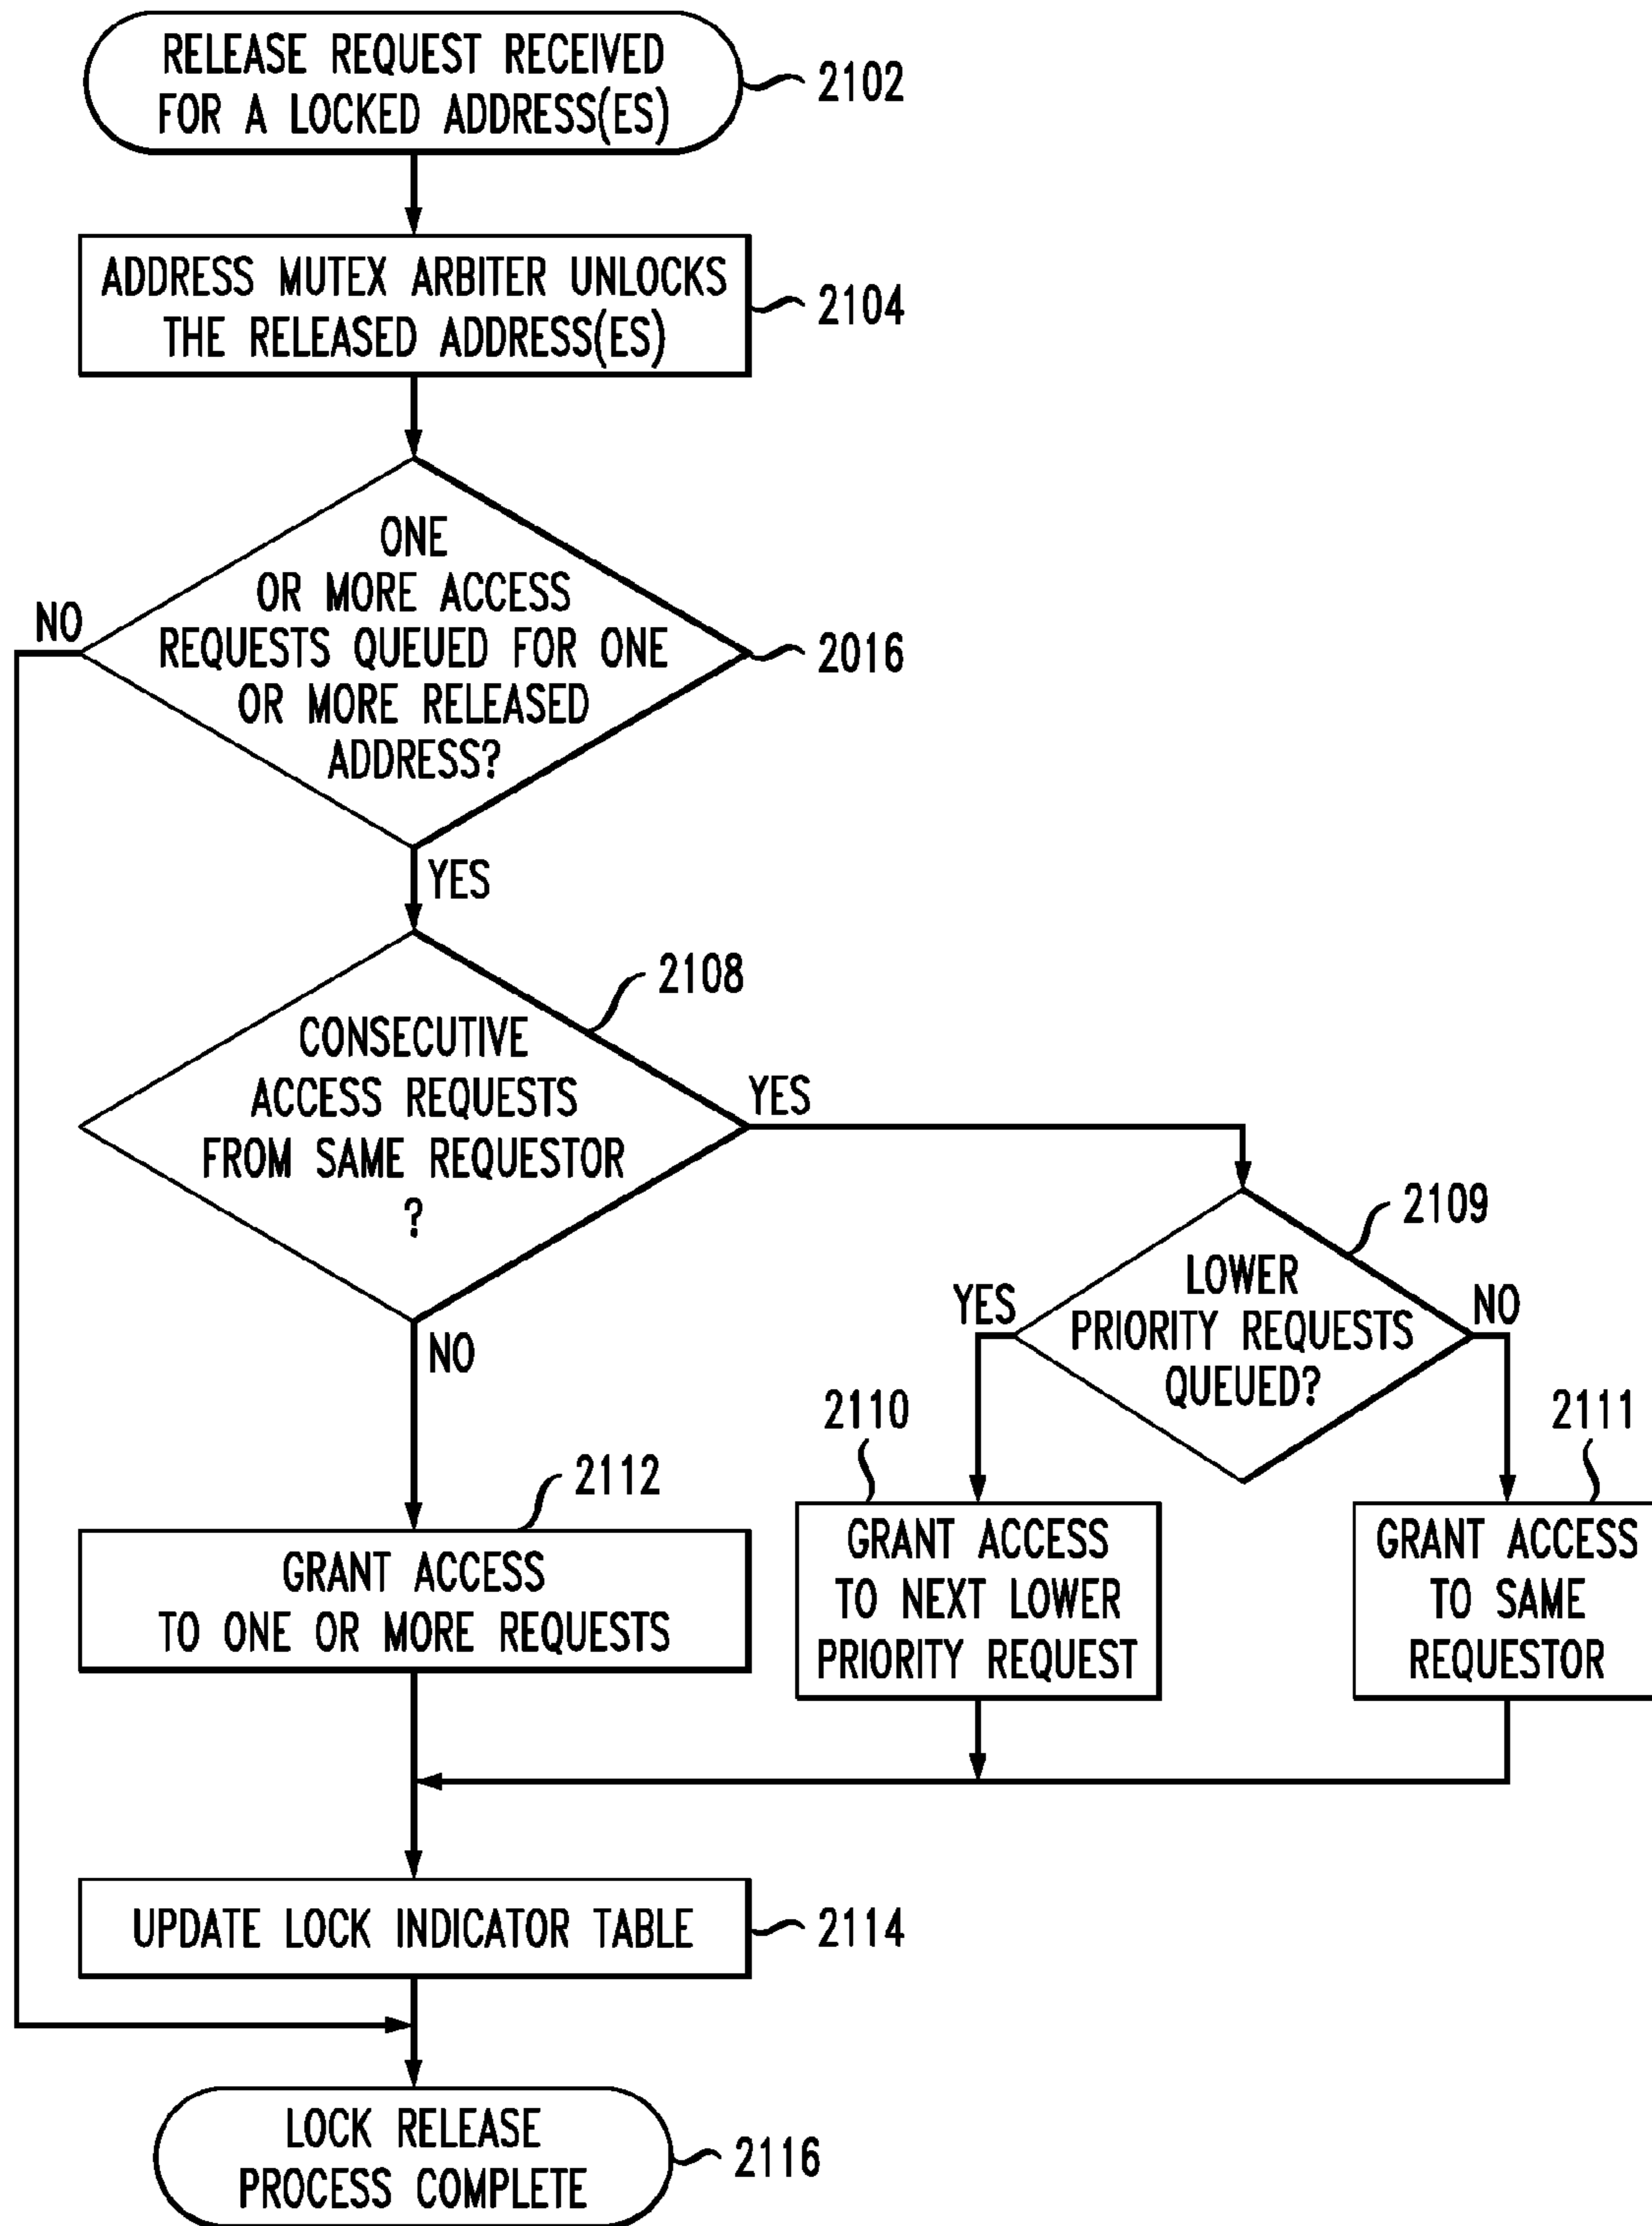 RELEASE REQUEST RECEIVED
FOR A LOCKED ADDRESS(ES)
2102
ADDRESS MUTEX ARBITER UNLOCKS
THE RELEASED ADDRESS(ES)
2104
ONE
OR MORE ACCESS
REQUESTS QUEUED FOR ONE
OR MORE RELEASED
ADDRESS?
NO
2016
YES
2108
CONSECUTIVE
ACCESS REQUESTS
FROM SAME REQUESTOR
?
YES
NO
2109
LOWER
PRIORITY REQUESTS
QUEUED?
YES
NO
2110
2111
2112
GRANT ACCESS
TO ONE OR MORE REQUESTS
GRANT ACCESS
TO NEXT LOWER
PRIORITY REQUEST
GRANT ACCESS
TO SAME
REQUESTOR
UPDATE LOCK INDICATOR TABLE
2114
LOCK RELEASE
PROCESS COMPLETE
2116